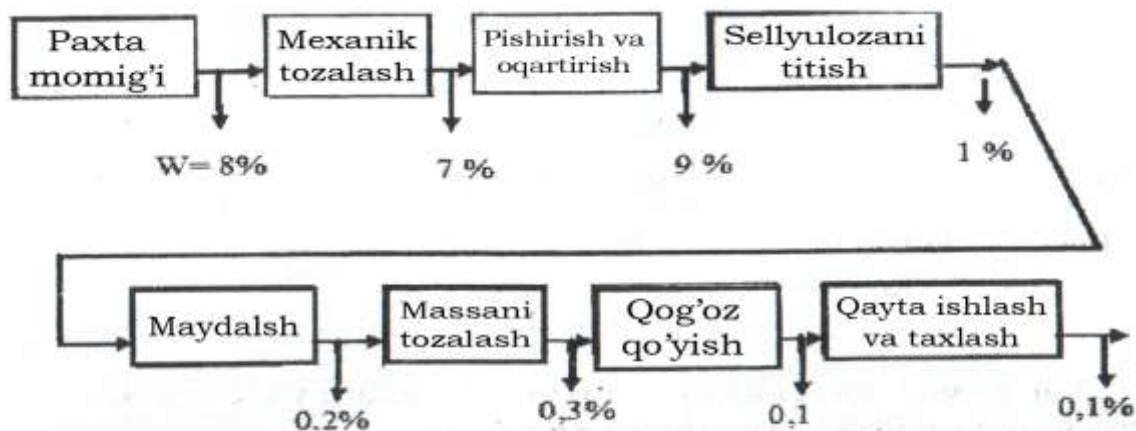 Paxta
momig'i
Mexanik
tozalash
Pishirish va
oqartirish
Sellyulozani
titish
W= 8%
7 %
9 %
1 %
Maydalsh
Massani
tozalash
Qog'oz
qo'yish
Qayta ishlash
va taxlash
0.2%
0,3%
0,1
0,1%